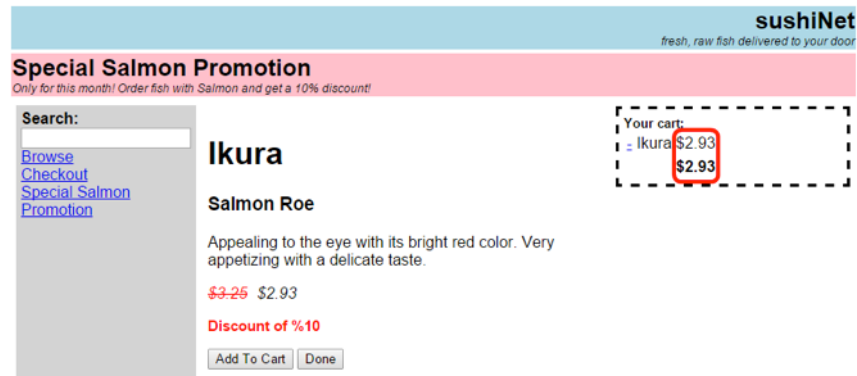 sushiNet
fresh, raw fish delivered to your door
Special Salmon Promotion
Only for this month! Order fish with Salmon and get a 10% discount!
Search:
Browse
Checkout
Special Salmon
Promotion
Ikura
Salmon Roe
Appealing to the eye with its bright red color. Very
appetizing with a delicate taste.
$3.25 $2.93
Discount of %10
Add To Cart Done
Your cart:
- Ikura $2.93
$2.93